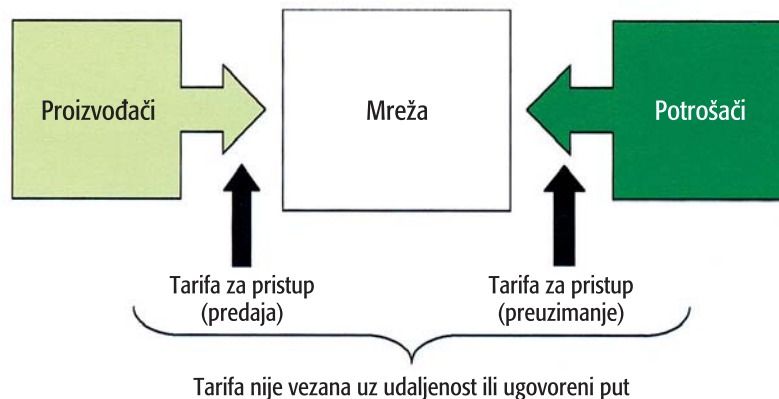 Proizvođači
Mreža
Potrošači
Tarifa za pristup
(predaja)
Tarifa za pristup
(preuzimanje)
Tarifa nije vezana uz udaljenost ili ugovoreni put